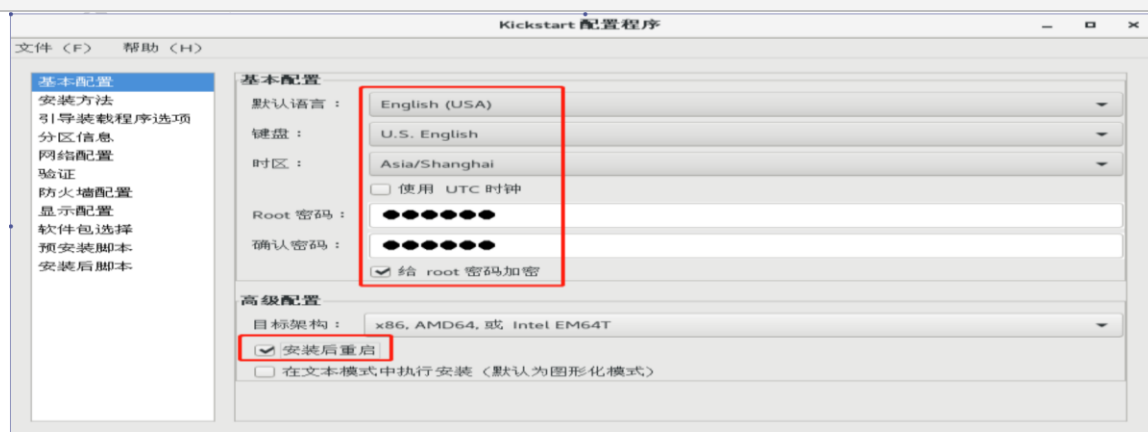 Kickstart 配置程序
文件 (F) 帮助 (H)
基本配置
安装方法
引导装载程序选项
分区信息
网络配置
验证
防火墙配置
显示配置
软件包选择
预安装脚本
安装后脚本
基本配置
默认语言：
English (USA)
键盘：
U.S. English
时区：
Asia/Shanghai
使用 UTC 时钟
Root 密码：
●●●●●●
确认密码：
●●●●●●
给 root 密码加密
高级配置
目标架构：
x86, AMD64, 或 Intel EM64T
安装后重启
在文本模式中执行安装（默认为图形化模式）